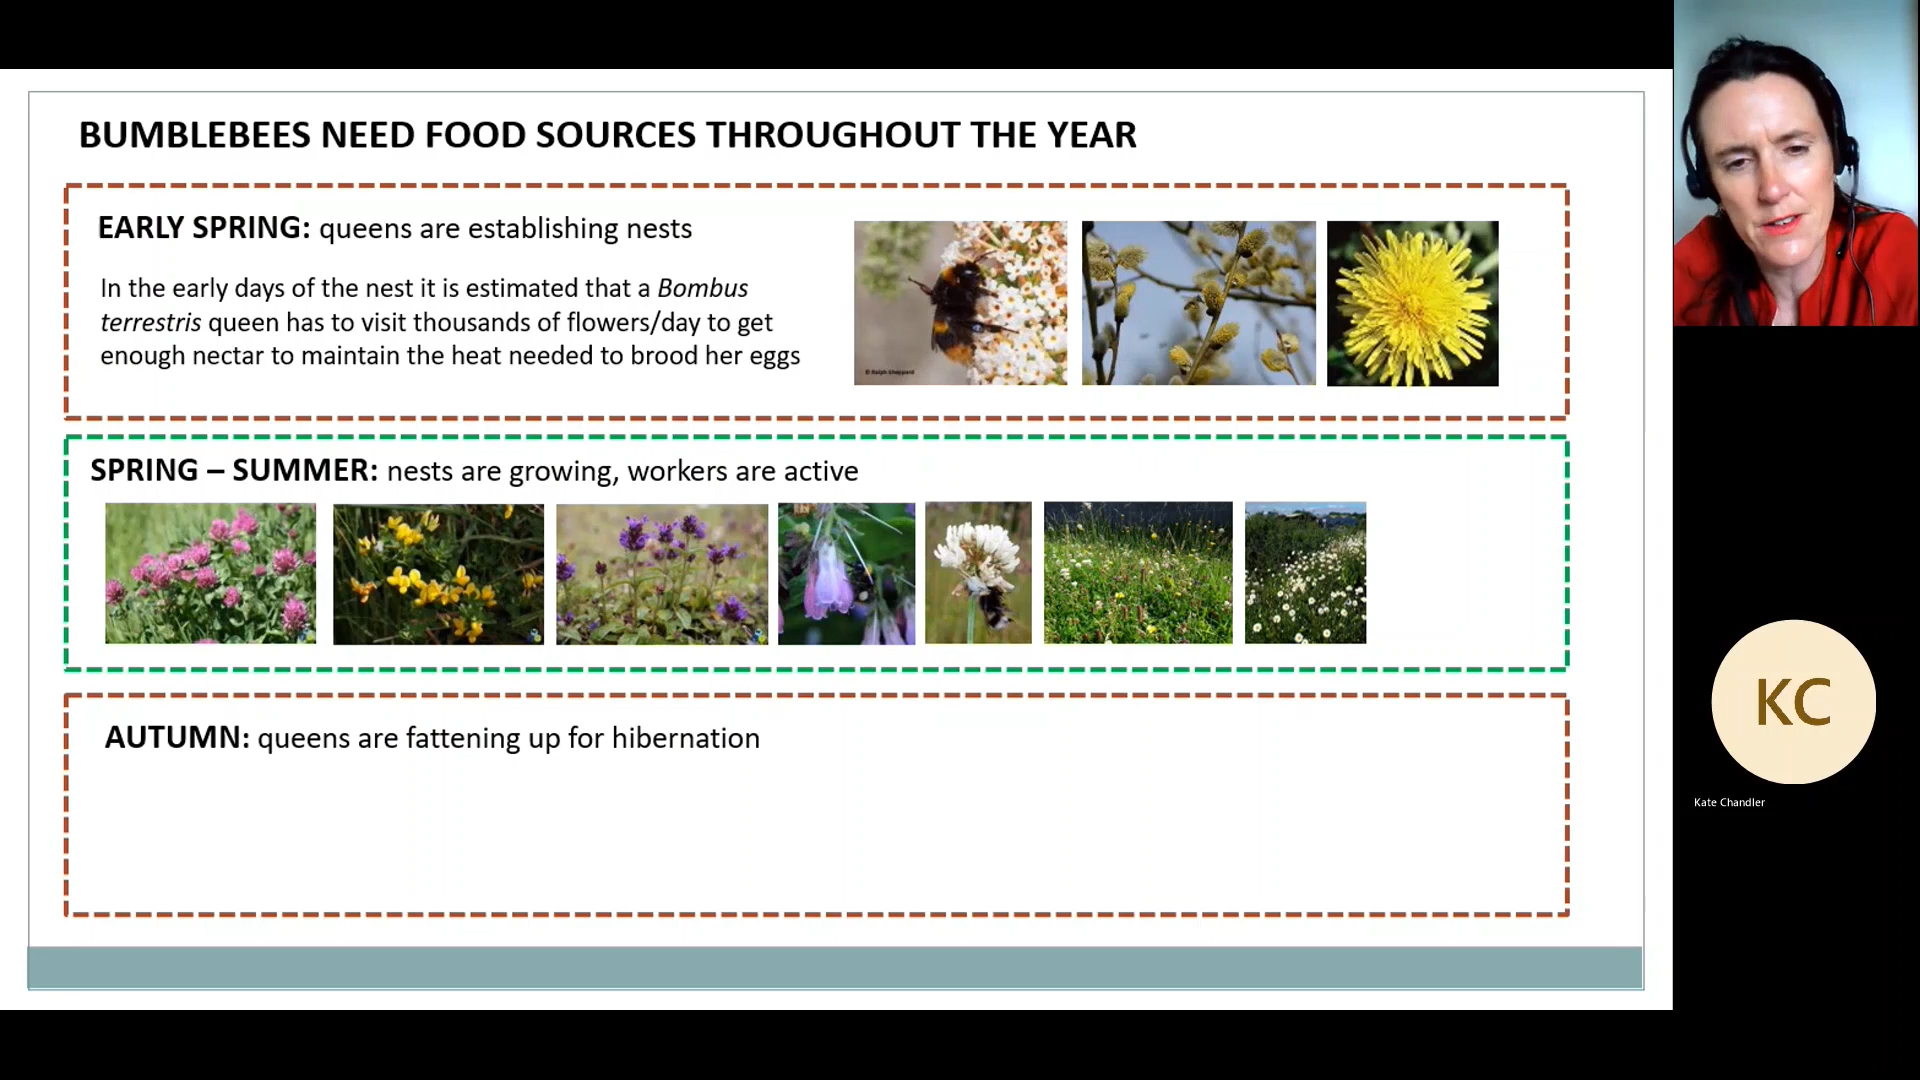 BUMBLEBEES NEED FOOD SOURCES THROUGHOUT THE YEAR
EARLY SPRING: queens are establishing nests
In the early days of the nest it is estimated that a Bombus
terrestris queen has to visit thousands of flowers/day to get
enough nectar to maintain the heat needed to brood her eggs
© Ralph Sheppard
SPRING – SUMMER: nests are growing, workers are active
AUTUMN: queens are fattening up for hibernation
KC
Kate Chandler